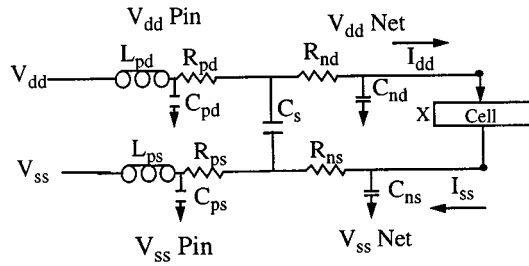 V_dd Pin
V_dd Net
L_pd
R_pd
R_nd
I_dd
V_dd
C_pd
C_s
C_nd
X
Cell
L_ps
R_ps
R_ns
V_ss
C_ps
C_ns
I_ss
V_ss Pin
V_ss Net